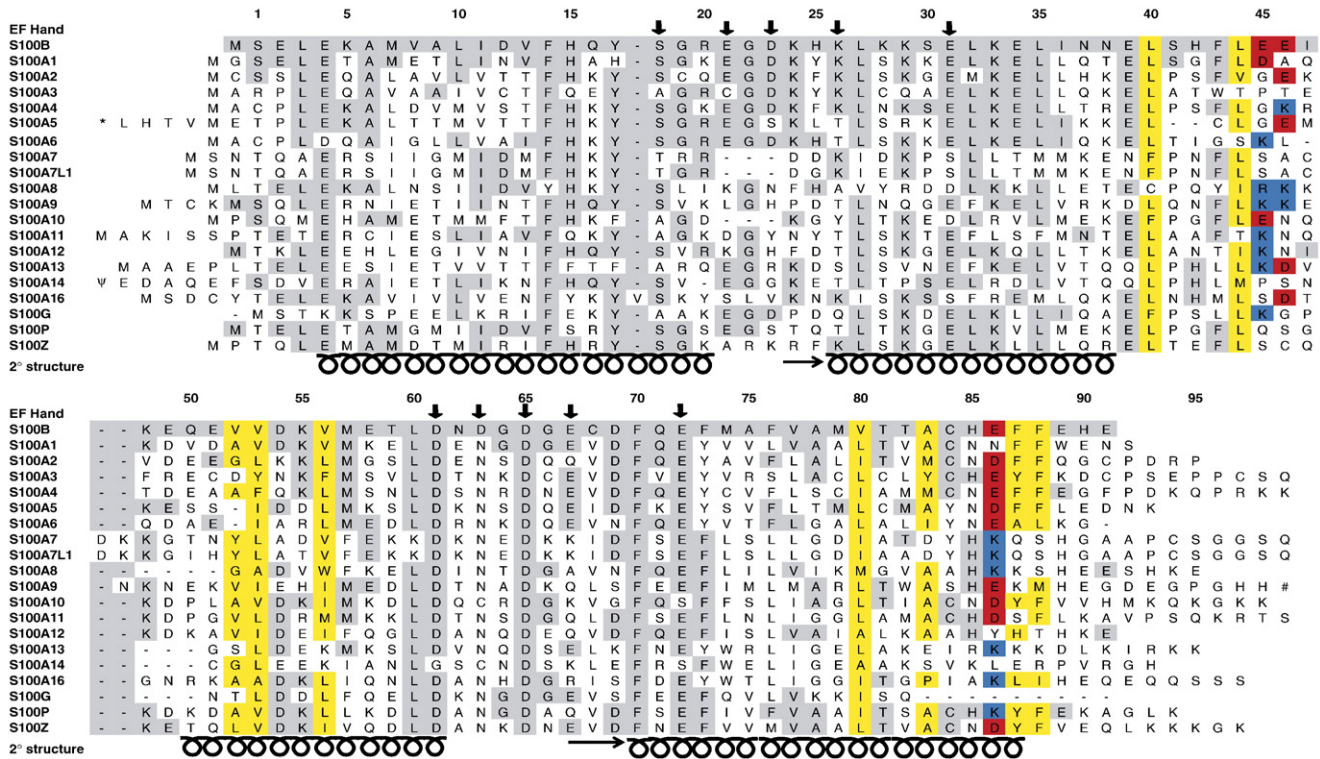 1 5 10 15 20 25 30 35 40 45
EF Hand
S100B M S E L E K A M V A L I D V F H Q Y - S G R E G D K H K L K K S E L K E L I N N E L S H F L E E I
S100A1 M G S E L E T A M E T L I N V F H A H - S G K E G D K Y K L S K K E L K E L L Q T E L S G F L D A Q
S100A2 M C S S L E Q A L A V L V T T F H K Y - S C Q E G D K F K L S K G E M K E L L H K E L P S F V G E K
S100A3 M A R P L E Q A V A A I V C T F Q E Y - A G R C G D K Y K L C Q A E L K E L L Q K E L A T W T P T E
S100A4 M A C P L E K A L D V M V S T F H K Y - S G K E G D K F K L N K S E L K E L L T R E L P S F L G K R
S100A5 * L H T V M E T P L E K A L T T M V T T F H K Y - S G R E G S K L T L S R K E L K E L I K K E L - C L G E M
S100A6 M A C P L D Q A I G L L V A I F H K Y - S G R E G D K H T L S K K E L K E L I Q K E L T I G S K L -
S100A7 M S N T Q A E R S I I G M I D M F H K Y - T R R - - - D D K I D K P S L L T M M K E N F P N F L S A C
S100A7L1 M S N T Q A E R S I I G M I D M F H K Y - T G R - - - D G K I E K P S L L T M M K E N F P N F L S A C
S100A8 M L T E L E K A L N S I I D V Y H K Y - S L I K G N F H A V Y R D D L K K L L E T E C P Q Y I R K K
S100A9 M T C K M S Q L E R N I E T I I N T F H Q Y - S V K L G H P D T L N Q G E F K E L V R K D L Q N F L K K E
S100A10 M P S Q M E H A M E T M M F T F H K F - A G D - - - K G Y L T K E D L R V L M E K E F P G F L E N Q
S100A11 M A K I S S P T E T E R C I E S L I A V F Q K Y - A G K D G Y N Y T L S K T E F L S F M N T E L A A F T K N Q
S100A12 M T K L E E H L E G I V N I F H Q Y - S V R K G H F D T L S K G E L K Q L L T K E L A N T I K N I
S100A13 M A A E P L T E L E E S I E T V V T T F F T F - A R Q E G R K D S L S V N E F K E L V T Q Q L P H L L K D V
S100A14 Ψ E D A Q E F S D V E R A I E T L I K N F H Q Y - S V - E G G K E T L T P S E L R D L V T Q Q L P H L M P S N
S100A16 M S D C Y T E L E K A V I V L V E N F Y K Y V S K Y S L V K N K I S K S S F R E M L Q K E L N H M L S D T
S100G - M S T K K S P E E L K R I F E K Y - A A K E G D P D Q L S K D E L K L L I Q A E F P S L L K G P
S100P M T E L E T A M G M I I D V F S R Y - S G S E G S T Q T L T K G E L K V L M E K E L P G F L Q S G
S100Z M P T Q L E M A M D T M I R I F H R Y - S G K A R K R F K L S K G E L K L L L Q R E L T E F L S C Q
2° structure
50 55 60 65 70 75 80 85 90 95
EF Hand
S100B - - K E Q E V V D K V M E T L D N D G D G E C D F Q E F M A F V A M V T T A C H E F F E H E
S100A1 - - K D V D A V D K V M K E L D E N G D G E V D F Q E Y V V L V A A L T V A C N N F F W E N S
S100A2 - - V D E E G L K K L M G S L D E N S D Q Q V D F Q E Y A V F L A L I T V M C N D F F Q G C P D R P
S100A3 - - F R E C D Y N K F M S V L D T N K D C E V D F V E Y V R S L A C L C L Y C H E Y F K D C P S E P P C S Q
S100A4 - - T D E A A F Q K L M S N L D S N R D N E V D F Q E Y C V F L S C I A M M C N E F F E G F P D K Q P R K K
S100A5 - - K E S S - I D D L M K S L D K N S D Q E I D F K E Y S V F L T M L C M A Y N D F F L E D N K
S100A6 - - Q D A E - I A R L M E D L D R N K D Q E V N F Q E Y V T F L G A L A L I Y N E A L K G -
S100A7 D K K G T N Y L A D V F E K K D K N E D K K I D F S E F L S L L G D I A T D Y H K Q S H G A A P C S G G S Q
S100A7L1 D K K G I H Y L A T V F E K K D K N E D K K I D F S E F L S L L G D I A A D Y H K Q S H G A A P C S G G S Q
S100A8 - - - - - G A D V W F K E L D I N T D G A V N F Q E F L I L V I K M G V A A H K K S H E E S H K E
S100A9 - N K N E K V I E H I M E D L D T N A D K Q L S F E E F I M L M A R L T W A S H E K M H E G D E G P G H H #
S100A10 - - K D P L A V D K I M K D L D Q C R D G K V G F Q S F F S L I A G L T I A C N D Y F V V H M K Q K G K K
S100A11 - - K D P G V L D R M M K K L D T N S D G Q L D F S E F L N L I G G L A M A C H D S F L K A V P S Q K R T S
S100A12 - - K D K A V I D E I F Q G L D A N Q D E Q V D F Q E F I S L V A I A L K A A H Y H T H K E
S100A13 - - - - G S L D E K M K S L D V N Q D S E L K F N E Y W R L I G E L A K E I R K K K D L K I R K K
S100A14 - - - - C G L E E K I A N L G S C N D S K L E F R S F W E L I G E A A K S V K L E R P V R G H
S100A16 - - G N R K A A D K L I Q N L D A N H D G R I S F D E Y W T L I G G I T G P I A K L I H E Q E Q Q S S S
S100G - - - - N T L D D L F Q E L D K N G D G E V S F E E F Q V L V K K I S Q - - - - - - - -
S100P - - K D K D A V D K L L K D L D A N G D A Q V D F S E F I V F V A A I T S A C H K Y F E K A G L K
S100Z - - K E T Q L V D K I V Q D L D A N K D N E V D F N E F V V M V A A L T V A C N D Y F V E Q L K K K G K
2° structure